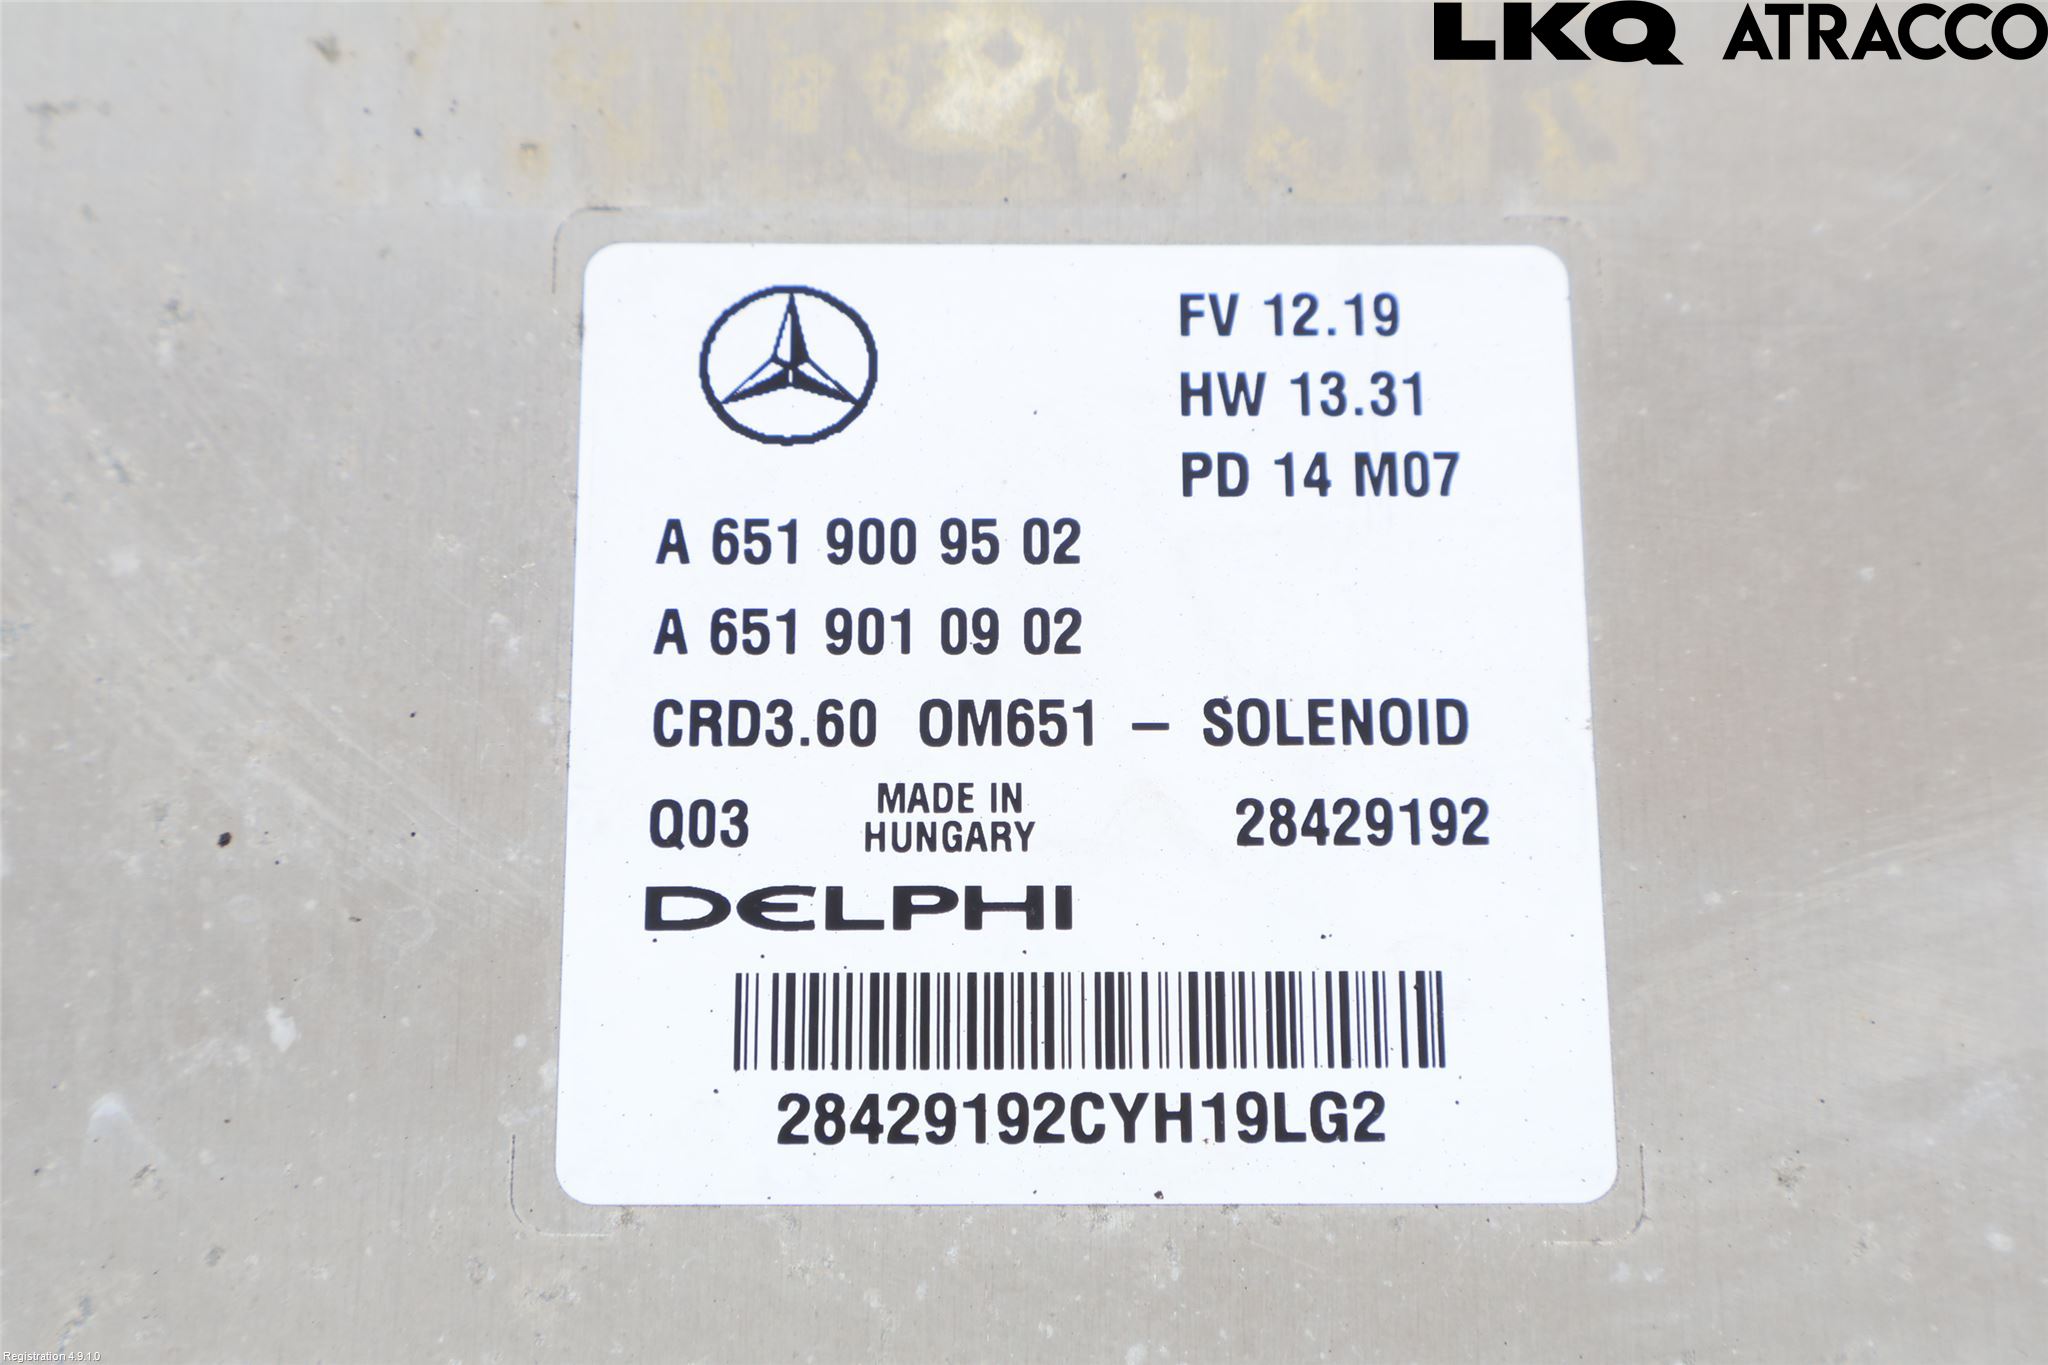 LKQ ATRACCO
FV 12.19
HW 13.31
PD 14 M07
A 651 900 95 02
A 651 901 09 02
CRD3.60 OM651 – SOLENOID
Q03 MADE IN HUNGARY 28429192
DELPHI
28429192CYH19LG2
Registration 4.9.1.0